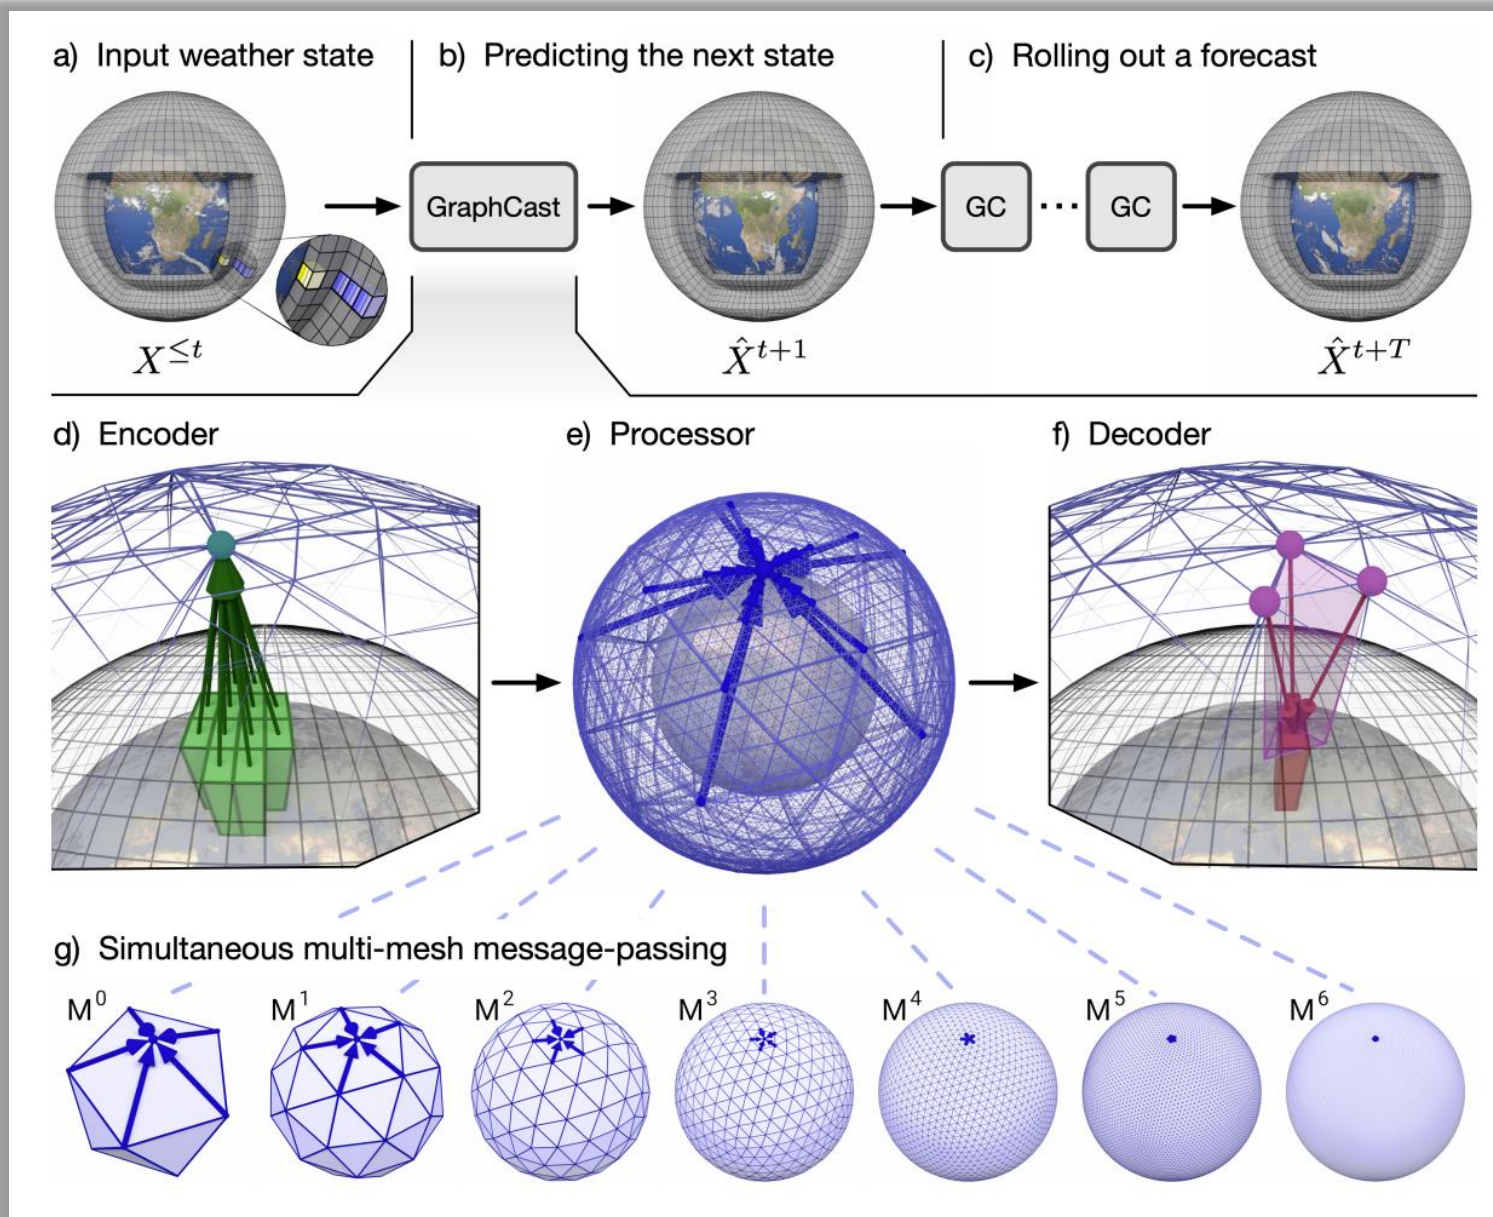 a) Input weather state
b) Predicting the next state
c) Rolling out a forecast
GraphCast
GC
...
GC
X^{≤t}
X̂^{t+1}
X̂^{t+T}
d) Encoder
e) Processor
f) Decoder
g) Simultaneous multi-mesh message-passing
M^0
M^1
M^2
M^3
M^4
M^5
M^6